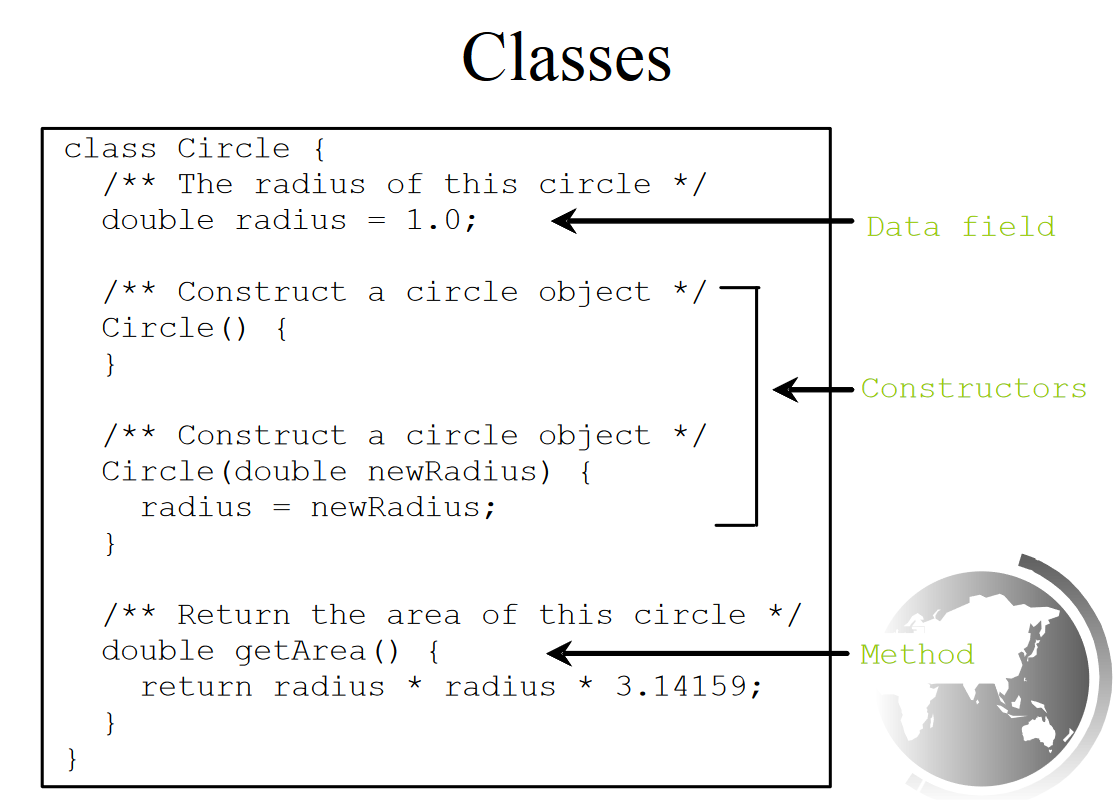 Classes
class Circle {
/** The radius of this circle */
double radius = 1.0;
Data field
/** Construct a circle object */
Circle() {
}
Constructors
/** Construct a circle object */
Circle(double newRadius) {
radius = newRadius;
}
/** Return the area of this circle */
double getArea() {
Method
return radius * radius * 3.14159;
}
}